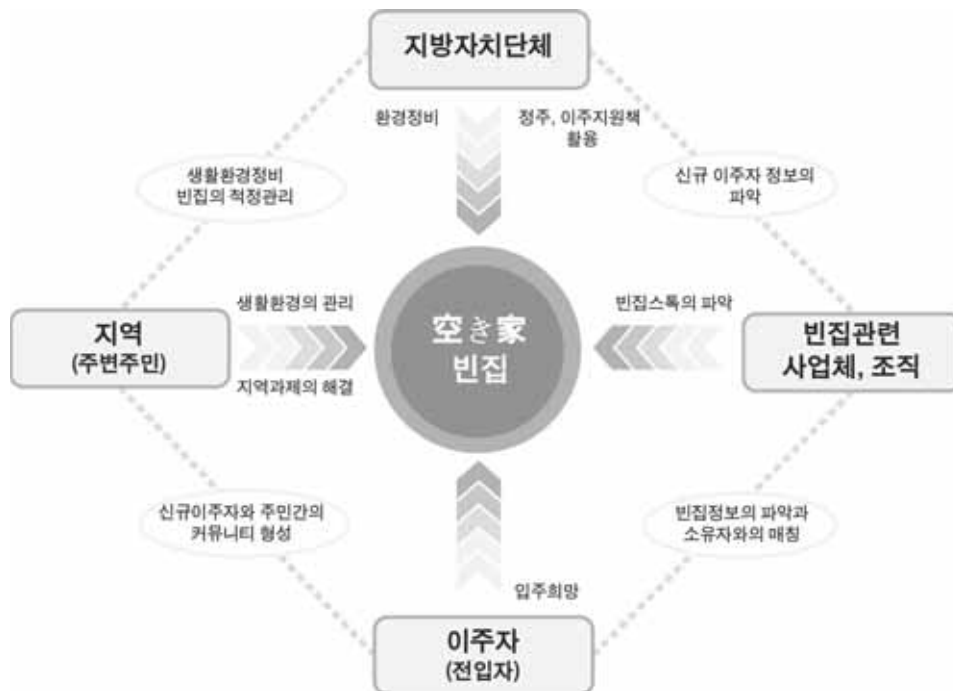 지방자치단체
환경정비
정주, 이주지원책
활용
생활환경정비
빈집의 적정관리
신규 이주자 정보의
파악
지역
(주변주민)
생활환경의 관리
지역과제의 해결
空き家
빈집
빈집스톡의 파악
빈집관련
사업체, 조직
신규이주자와 주민간의
커뮤니티 형성
빈집정보의 파악과
소유자와의 매칭
입주희망
이주자
(전입자)